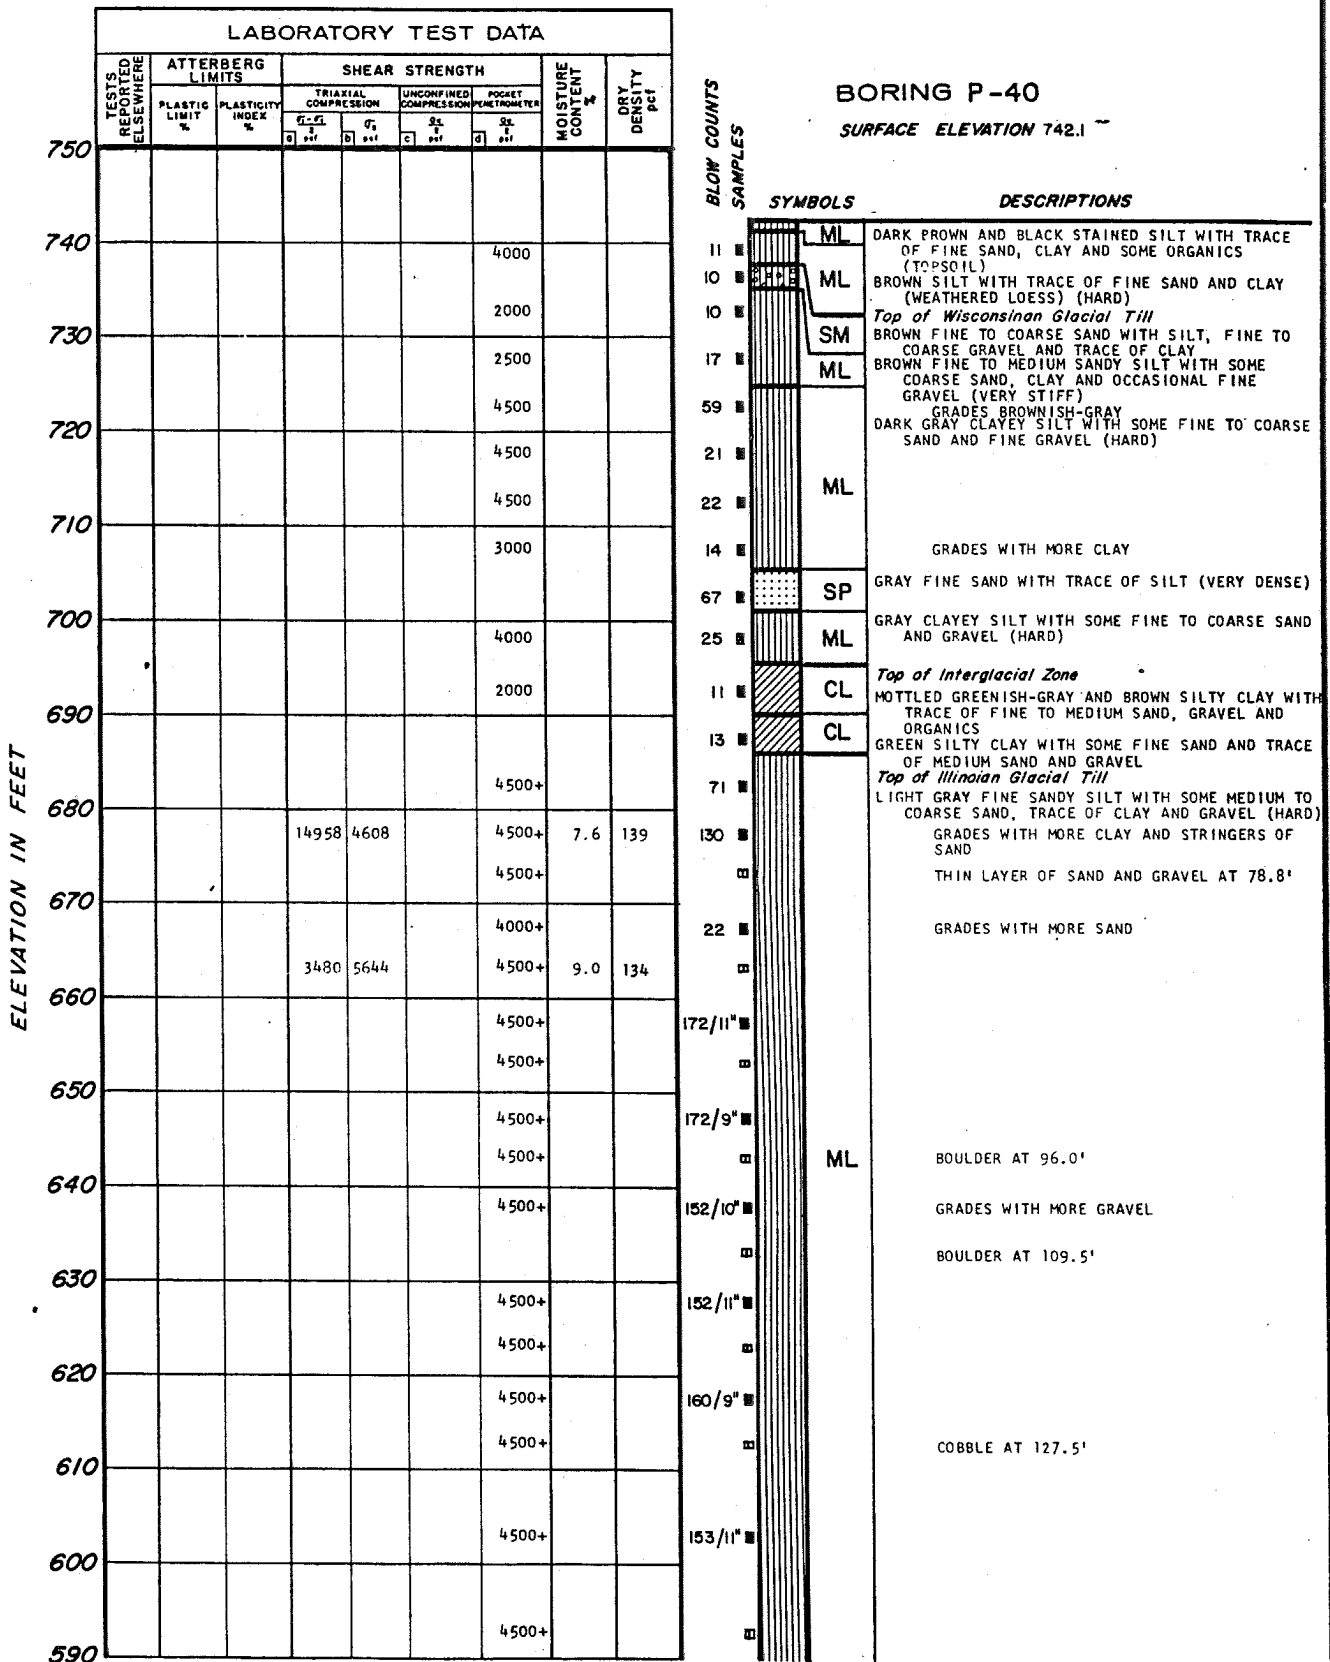 LABORATORY TEST DATA
TESTS REPORTED ELSEWHERE
ATTERBERG LIMITS
SHEAR STRENGTH
MOISTURE CONTENT %
DRY DENSITY pcf
PLASTIC LIMIT %
PLASTICITY INDEX %
TRIAXIAL COMPRESSION
UNCONFINED COMPRESSION
POCKET PENETROMETER
a psf
b psf
c psf
d psf
BLOW COUNTS
SAMPLES
BORING P-40
SURFACE ELEVATION 742.1
SYMBOLS
DESCRIPTIONS
ELEVATION IN FEET
750
740
ML DARK BROWN AND BLACK STAINED SILT WITH TRACE
4000 11 OF FINE SAND, CLAY AND SOME ORGANICS
(TOPSOIL)
10 ML BROWN SILT WITH TRACE OF FINE SAND AND CLAY
(WEATHERED LOESS) (HARD)
2000 10 Top of Wisconsinan Glacial Till
730 SM BROWN FINE TO COARSE SAND WITH SILT, FINE TO
COARSE GRAVEL AND TRACE OF CLAY
2500 17 ML BROWN FINE TO MEDIUM SANDY SILT WITH SOME
COARSE SAND, CLAY AND OCCASIONAL FINE
GRAVEL (VERY STIFF)
4500 59 GRADES BROWNISH-GRAY
720 DARK GRAY CLAYEY SILT WITH SOME FINE TO COARSE
SAND AND FINE GRAVEL (HARD)
4500 21
ML
4500 22
710
3000 14 GRADES WITH MORE CLAY
67 SP GRAY FINE SAND WITH TRACE OF SILT (VERY DENSE)
700 GRAY CLAYEY SILT WITH SOME FINE TO COARSE SAND
4000 25 ML AND GRAVEL (HARD)
Top of Interglacial Zone
2000 11 CL MOTTLED GREENISH-GRAY AND BROWN SILTY CLAY WITH
690 TRACE OF FINE TO MEDIUM SAND, GRAVEL AND
ORGANICS
13 CL GREEN SILTY CLAY WITH SOME FINE SAND AND TRACE
OF MEDIUM SAND AND GRAVEL
4500+ 71 Top of Illinoian Glacial Till
680 LIGHT GRAY FINE SANDY SILT WITH SOME MEDIUM TO
COARSE SAND, TRACE OF CLAY AND GRAVEL (HARD)
14958 4608 4500+ 7.6 139 130 GRADES WITH MORE CLAY AND STRINGERS OF
SAND
4500+ THIN LAYER OF SAND AND GRAVEL AT 78.8'
670
4000+ 22 GRADES WITH MORE SAND
3480 5644 4500+ 9.0 134
660
4500+ 172/11"
4500+
650
4500+ 172/9"
4500+ ML BOULDER AT 96.0'
640
4500+ 152/10" GRADES WITH MORE GRAVEL
BOULDER AT 109.5'
630
4500+ 152/11"
4500+
620
4500+ 160/9"
4500+ COBBLE AT 127.5'
610
4500+ 153/11"
600
4500+
590